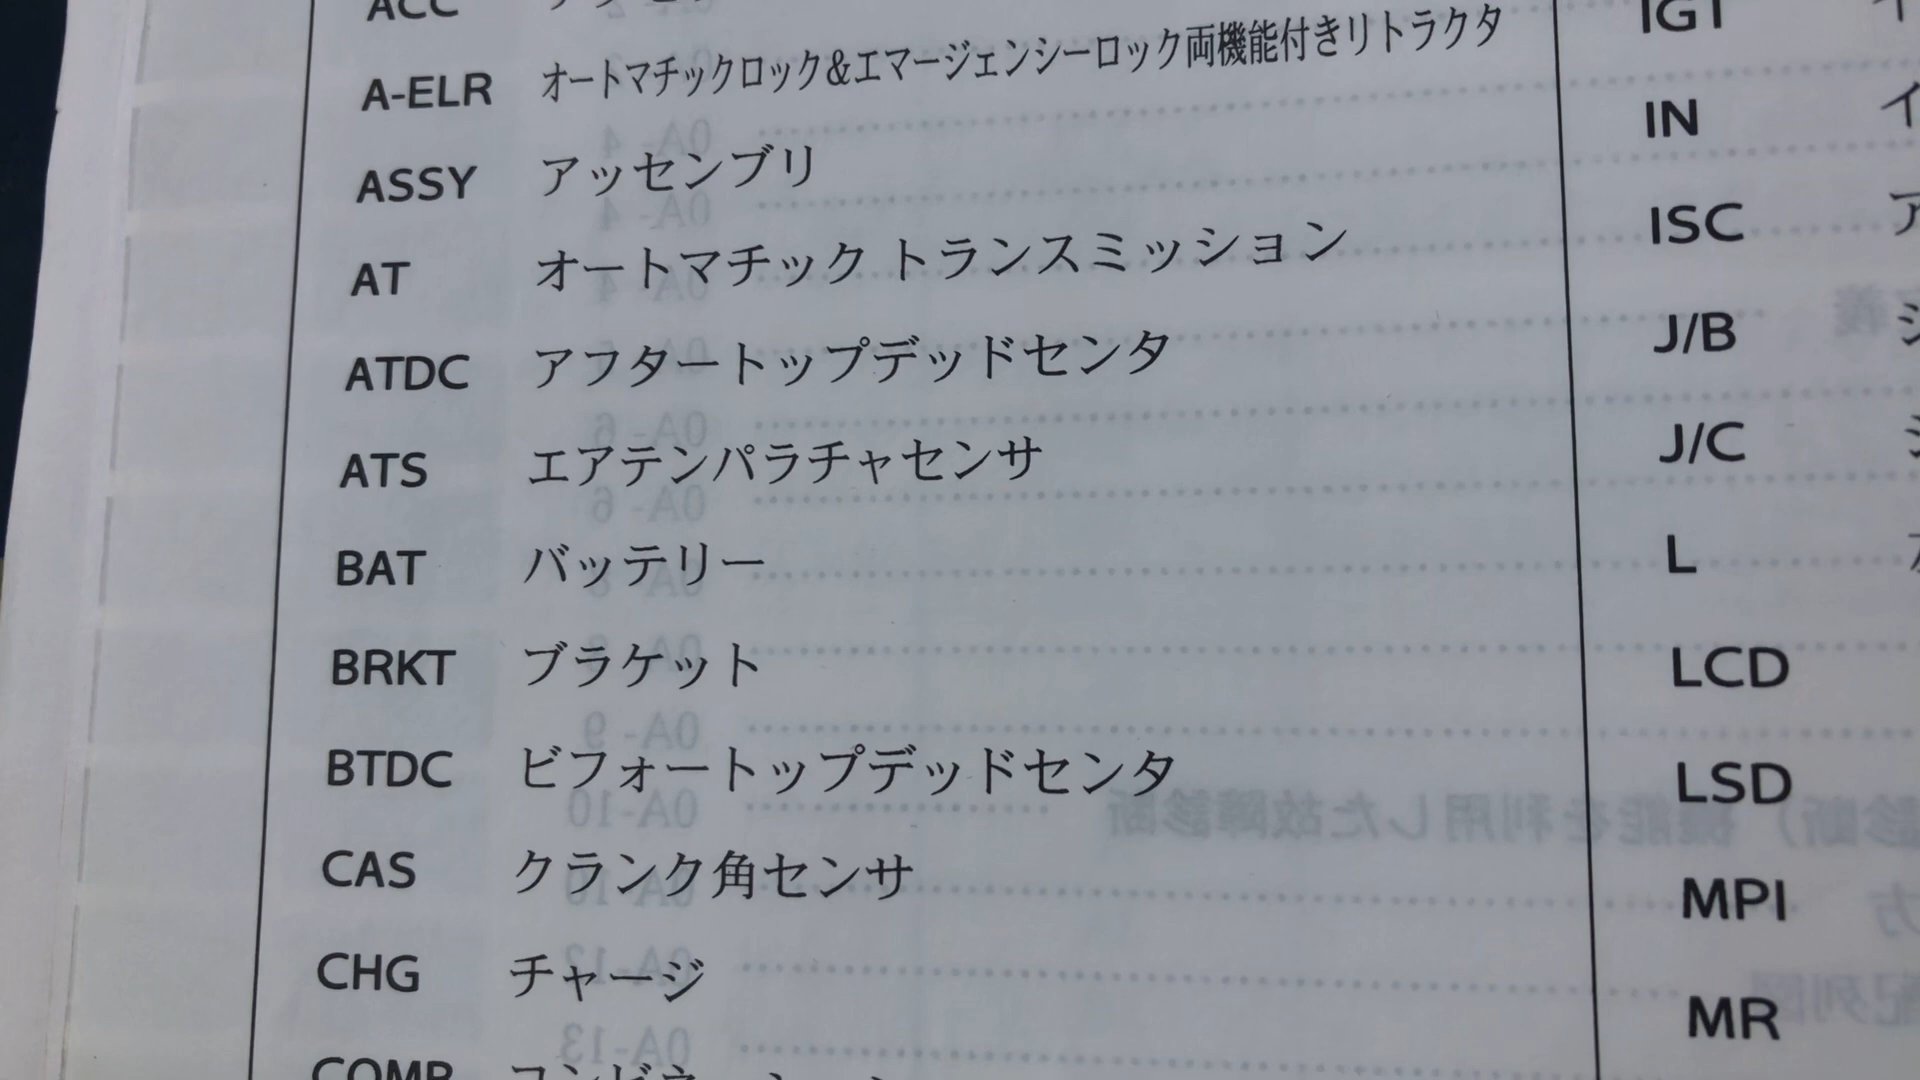 ACC
A-ELR オートマチックロック&エマージェンシーロック両機能付きリトラクタ
ASSY アッセンブリ
AT オートマチック トランスミッション
ATDC アフタートップデッドセンタ
ATS エアテンパラチャセンサ
BAT バッテリー
BRKT ブラケット
BTDC ビフォートップデッドセンタ
CAS クランク角センサ
CHG チャージ
IGT
IN
ISC
J/B
J/C
L
LCD
LSD
MPI
MR